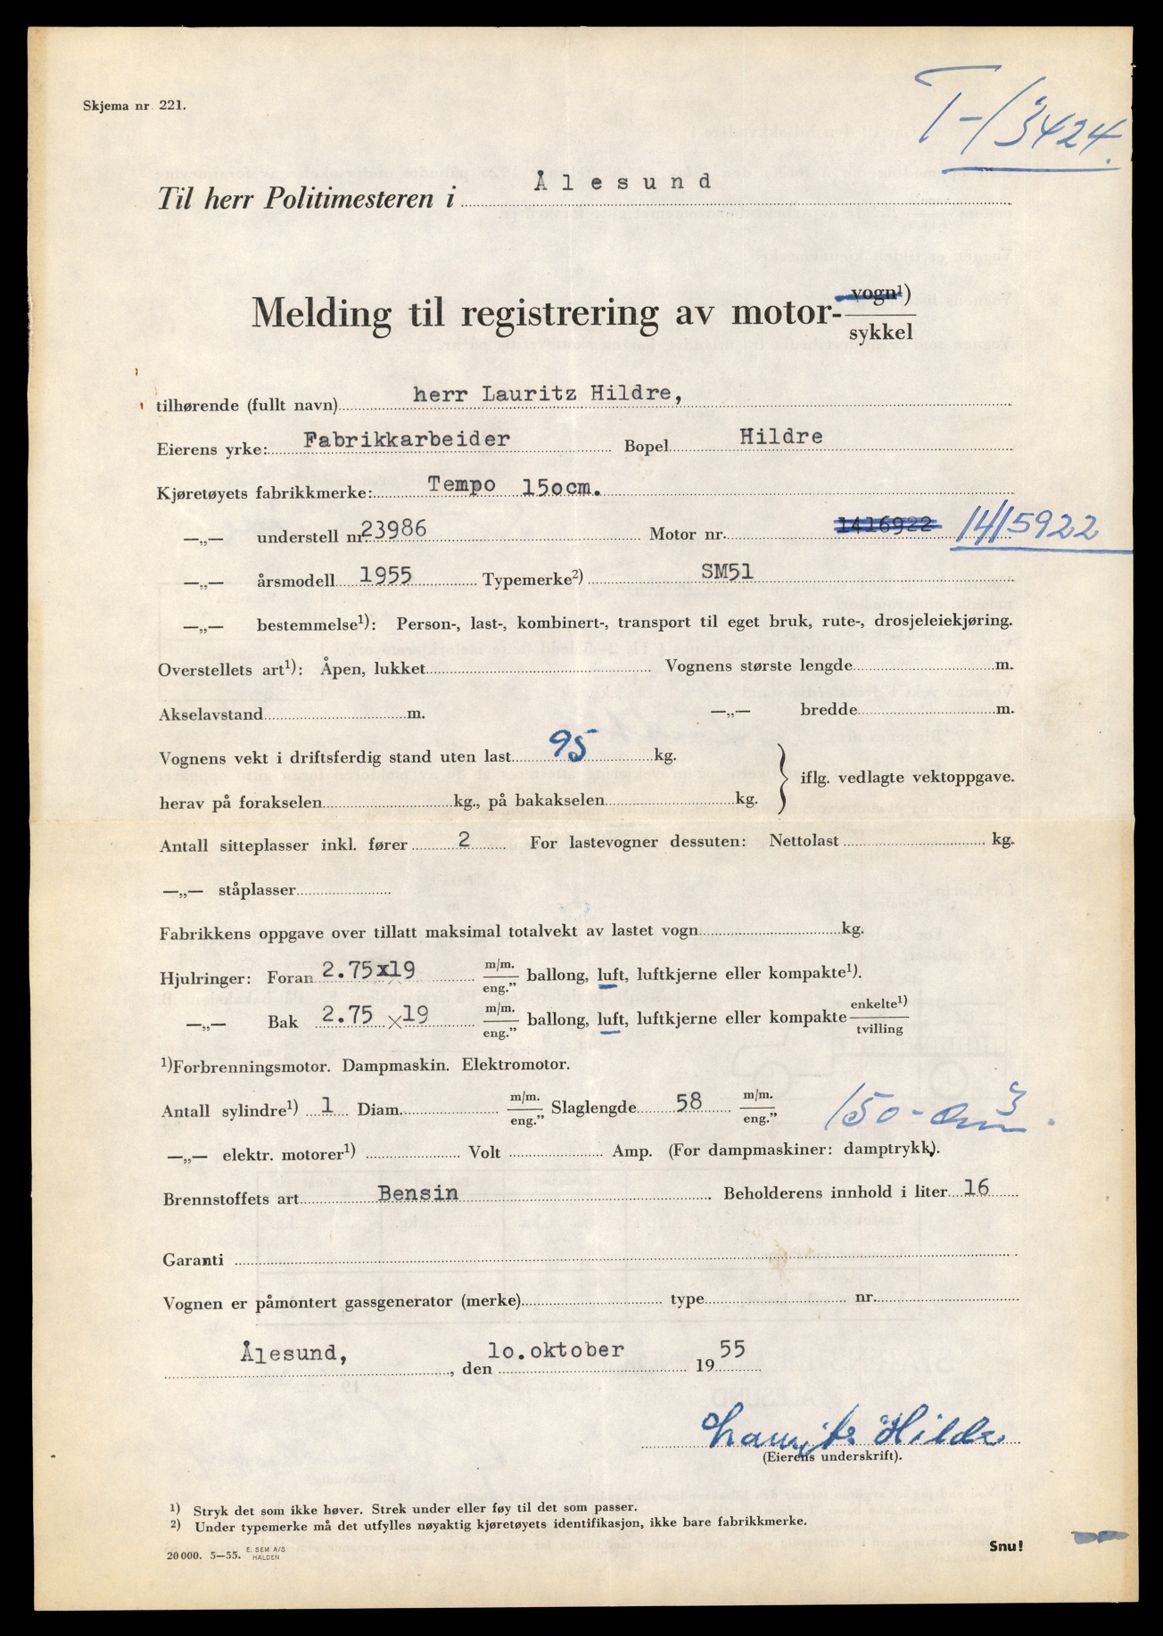 Skjema nr 221.
T-13424.
Til herr Politimesteren i Ålesund
Melding til registrering av motor- vogn¹) sykkel
tilhørende (fullt navn) herr Lauritz Hildre,
Eierens yrke: Fabrikkarbeider Bopel Hildre
Kjøretøyets fabrikkmerke: Tempo 150cm.
—„— understell nr. 23986 Motor nr. 1416922 1415922
—„— årsmodell 1955 Typemerke²) SM51
—„— bestemmelse¹): Person-, last-, kombinert-, transport til eget bruk, rute-, drosjeleiekjøring.
Overstellets art¹): Åpen, lukket Vognens største lengde m.
Akselavstand m. —„— bredde m.
Vognens vekt i driftsferdig stand uten last 95 kg.
herav på forakselen kg., på bakakselen kg. } iflg. vedlagte vektoppgave.
Antall sitteplasser inkl. fører 2 For lastevogner dessuten: Nettolast kg.
—„— ståplasser
Fabrikkens oppgave over tillatt maksimal totalvekt av lastet vogn kg.
Hjulringer: Foran 2.75x19 m/m. eng.” ballong, luft, luftkjerne eller kompakte¹).
—„— Bak 2.75 x19 m/m. eng.” ballong, luft, luftkjerne eller kompakte enkelte¹) tvilling
¹)Forbrenningsmotor. Dampmaskin. Elektromotor.
Antall sylindre¹) 1 Diam. m/m. eng.” Slaglengde 58 m/m. eng.” 150-cm3.
—„— elektr. motorer¹) Volt Amp. (For dampmaskiner: damptrykk).
Brennstoffets art Bensin Beholderens innhold i liter 16
Garanti
Vognen er påmontert gassgenerator (merke) type nr.
Ålesund, , den 10.oktober 1955
Lauritz Hildre
(Eierens underskrift).
¹) Stryk det som ikke høver. Strek under eller føy til det som passer.
²) Under typemerke må det utfylles nøyaktig kjøretøyets identifikasjon, ikke bare fabrikkmerke.
20 000. 5—55. E. SEM A/S HALDEN
Snu!